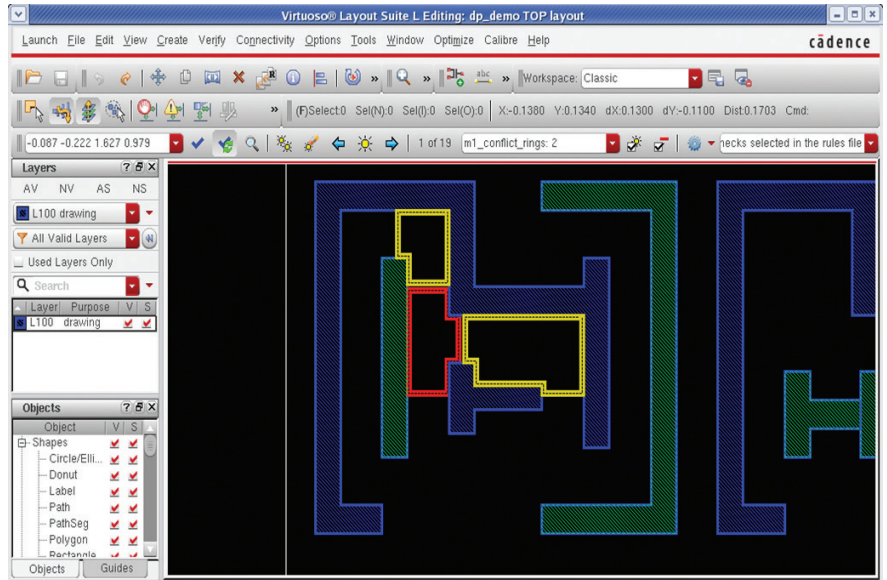 Virtuoso® Layout Suite L Editing: dp_demo TOP layout
Launch File Edit View Create Verify Connectivity Options Tools Window Optimize Calibre Help
cādence
abc » Workspace: Classic
» (F)Select:0 Sel(N):0 Sel(I):0 Sel(O):0 X:-0.1380 Y:0.1340 dX:0.1300 dY:-0.1100 Dist:0.1703 Cmd:
-0.087 -0.222 1.627 0.979 1 of 19 m1_conflict_rings: 2 hecks selected in the rules file
Layers
AV NV AS NS
L100 drawing
All Valid Layers
Used Layers Only
Search
Layer Purpose V S
L100 drawing
Objects
Object V S
Shapes
Circle/Elli...
Donut
Label
Path
PathSeg
Polygon
Rectangle
Objects Guides